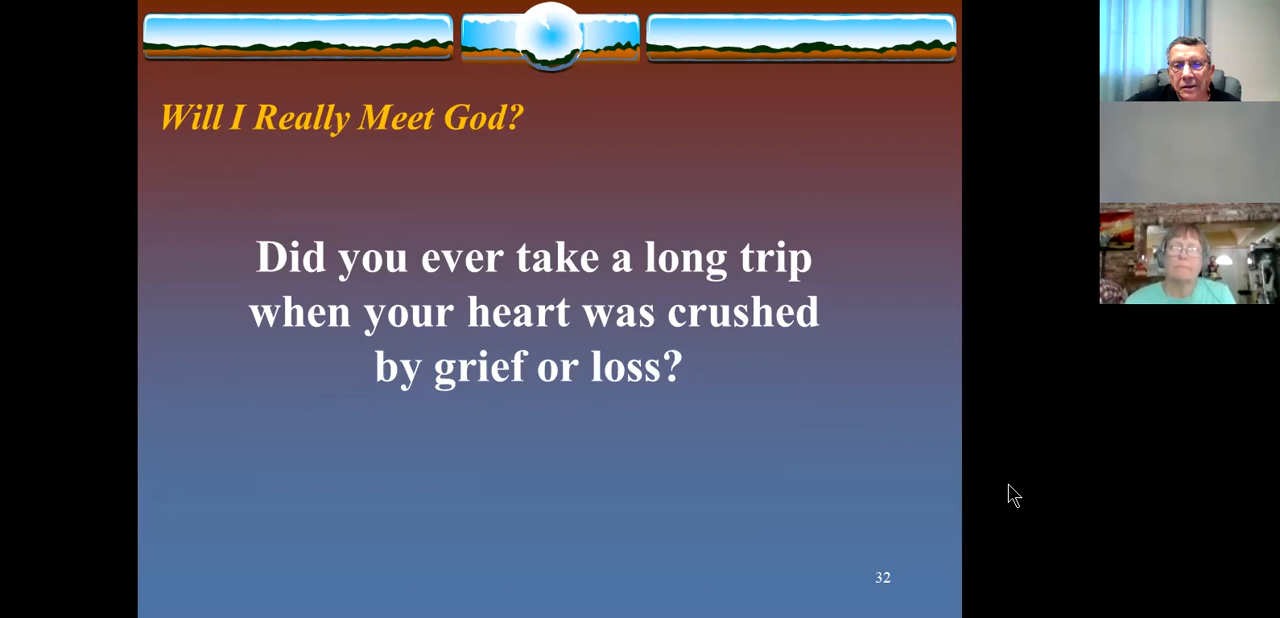 Will I Really Meet God?
Did you ever take a long trip
when your heart was crushed
by grief or loss?
32